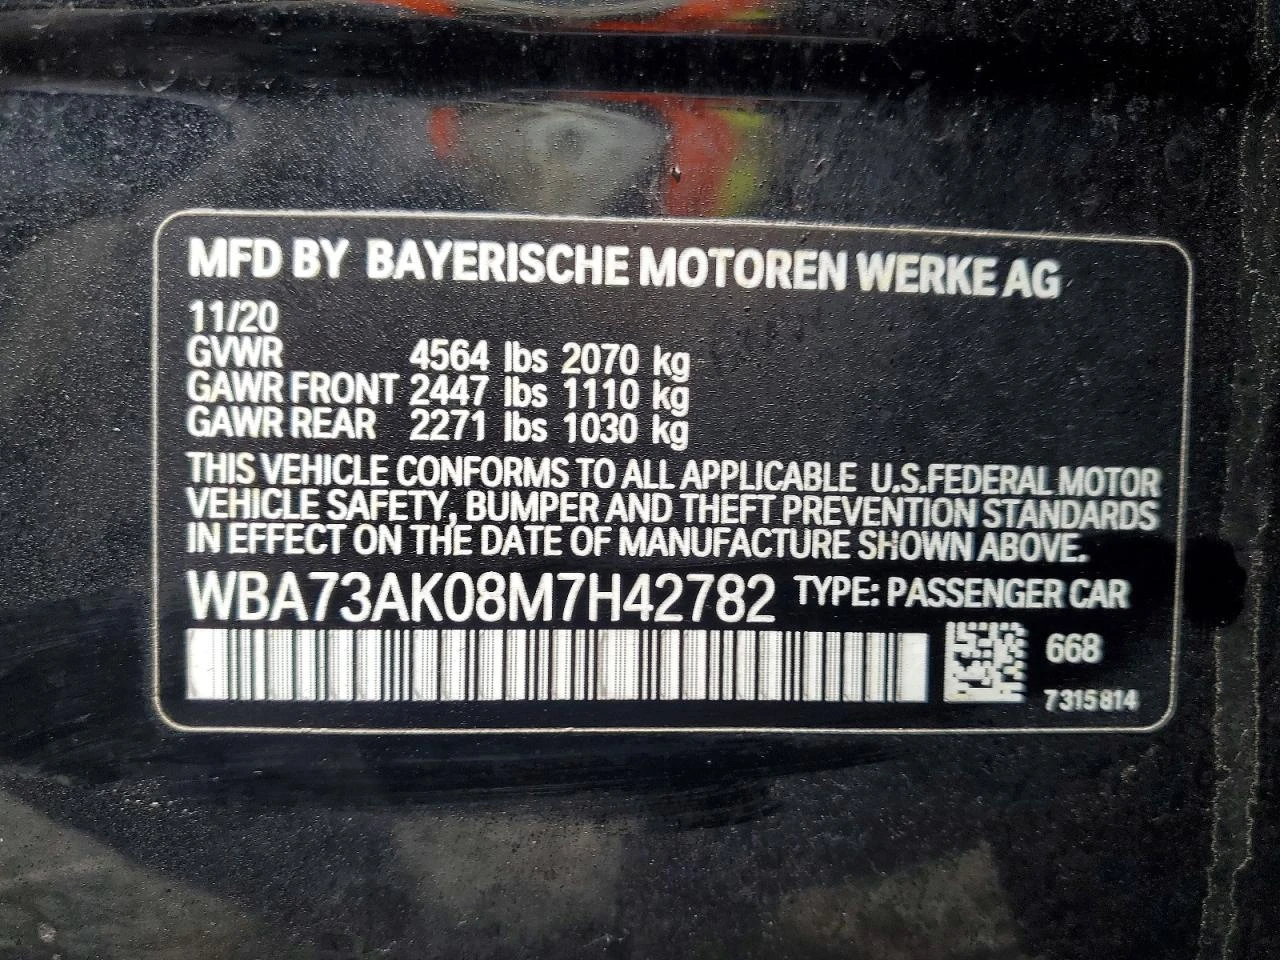 MFD BY BAYERISCHE MOTOREN WERKE AG
11/20
GVWR 4564 lbs 2070 kg
GAWR FRONT 2447 lbs 1110 kg
GAWR REAR 2271 lbs 1030 kg
THIS VEHICLE CONFORMS TO ALL APPLICABLE U.S.FEDERAL MOTOR
VEHICLE SAFETY, BUMPER AND THEFT PREVENTION STANDARDS
IN EFFECT ON THE DATE OF MANUFACTURE SHOWN ABOVE.
WBA73AK08M7H42782 TYPE: PASSENGER CAR
668
7315814